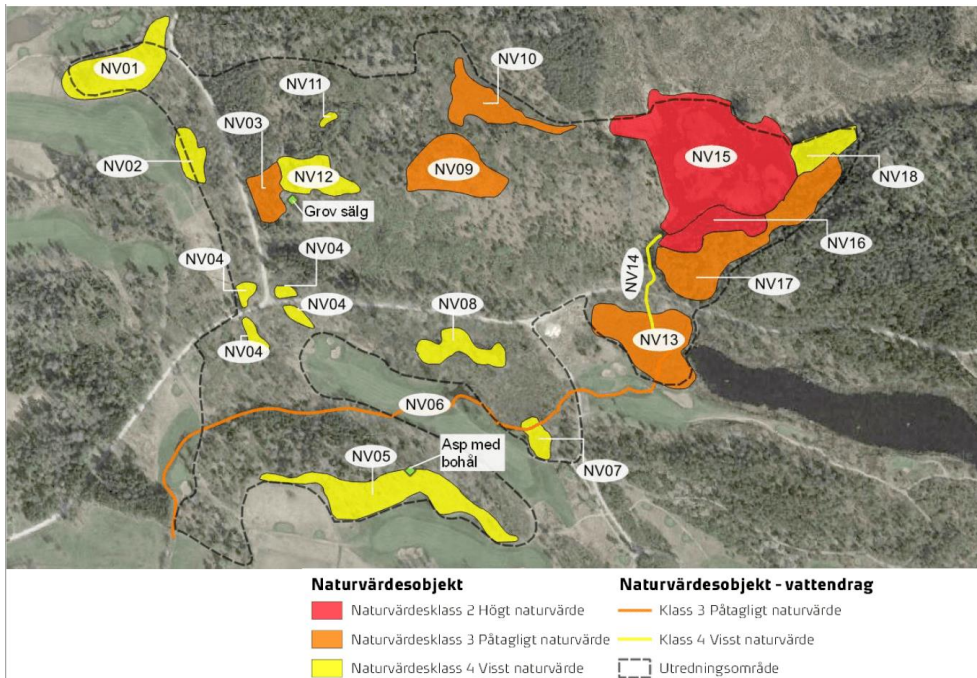 NV01
NV10
NV11
NV03
NV02
NV12
NV09
NV15
NV18
Grov sälg
NV16
NV04
NV04
NV14
NV17
NV04
NV08
NV04
NV13
NV06
NV05
Asp med
bohål
NV07
Naturvärdesobjekt
Naturvärdesklass 2 Högt naturvärde
Naturvärdesklass 3 Påtagligt naturvärde
Naturvärdesklass 4 Visst naturvärde
Naturvärdesobjekt - vattendrag
Klass 3 Påtagligt naturvärde
Klass 4 Visst naturvärde
Utredningsområde